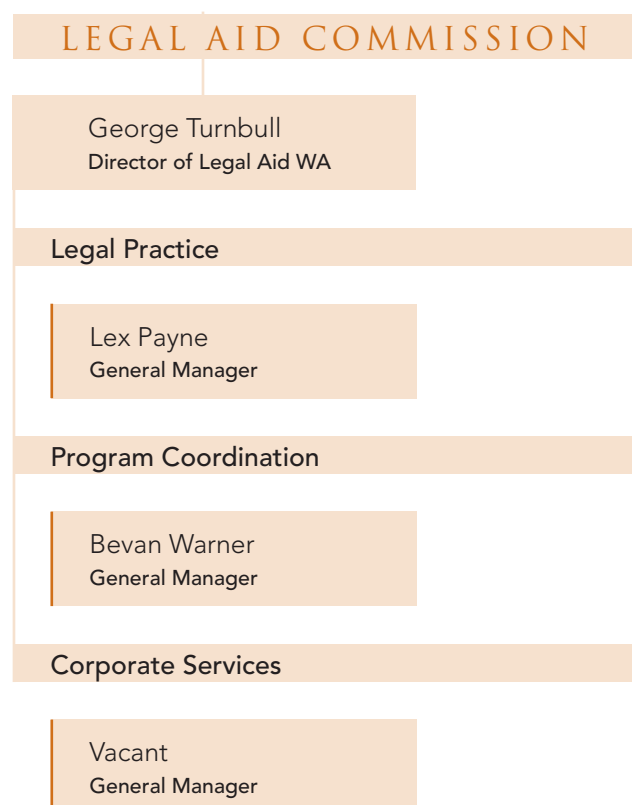 LEGAL AID COMMISSION
George Turnbull
Director of Legal Aid WA
Legal Practice
Lex Payne
General Manager
Program Coordination
Bevan Warner
General Manager
Corporate Services
Vacant
General Manager